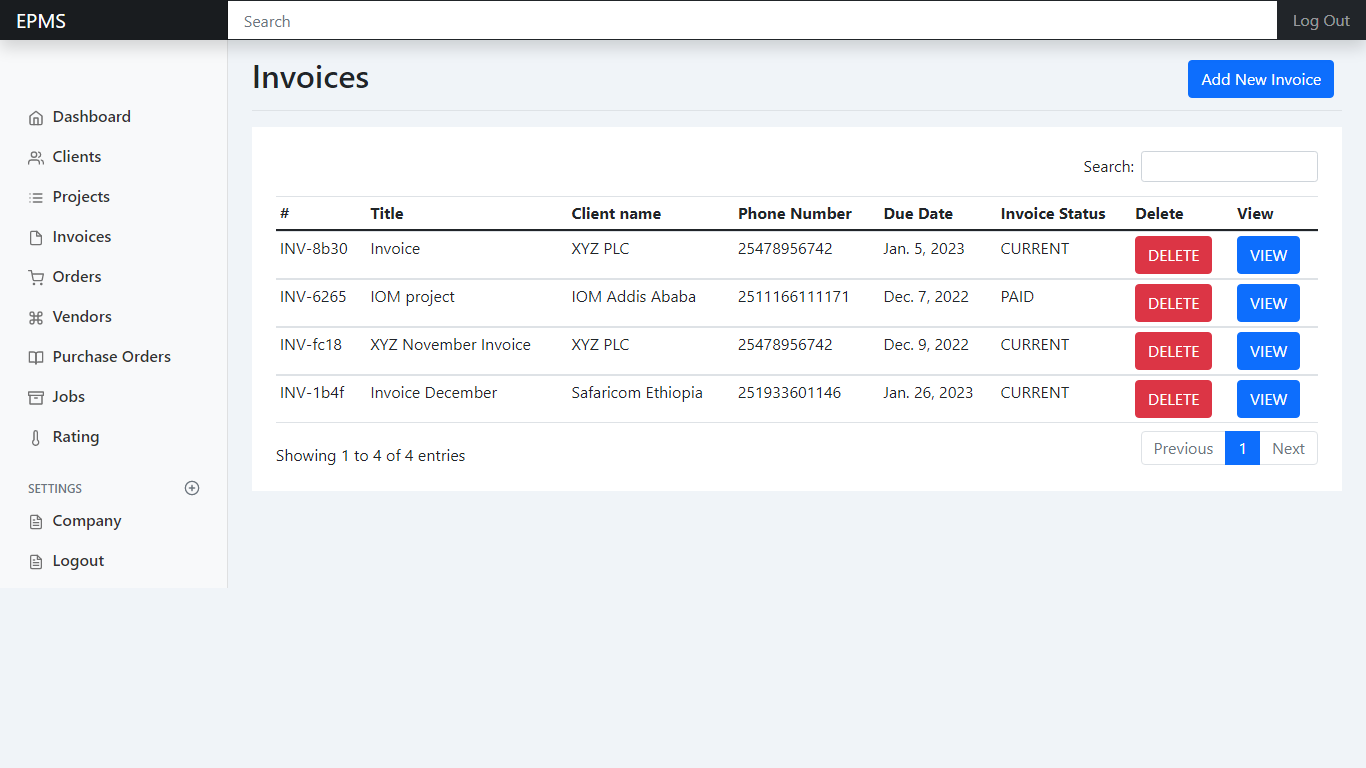 EPMS Search Log Out
Invoices Add New Invoice
Dashboard
Clients
Projects
Invoices
Orders
Vendors
Purchase Orders
Jobs
Rating
SETTINGS
Company
Logout
Search:
# Title Client name Phone Number Due Date Invoice Status Delete View
INV-8b30 Invoice XYZ PLC 25478956742 Jan. 5, 2023 CURRENT DELETE VIEW
INV-6265 IOM project IOM Addis Ababa 2511166111171 Dec. 7, 2022 PAID DELETE VIEW
INV-fc18 XYZ November Invoice XYZ PLC 25478956742 Dec. 9, 2022 CURRENT DELETE VIEW
INV-1b4f Invoice December Safaricom Ethiopia 251933601146 Jan. 26, 2023 CURRENT DELETE VIEW
Showing 1 to 4 of 4 entries Previous 1 Next